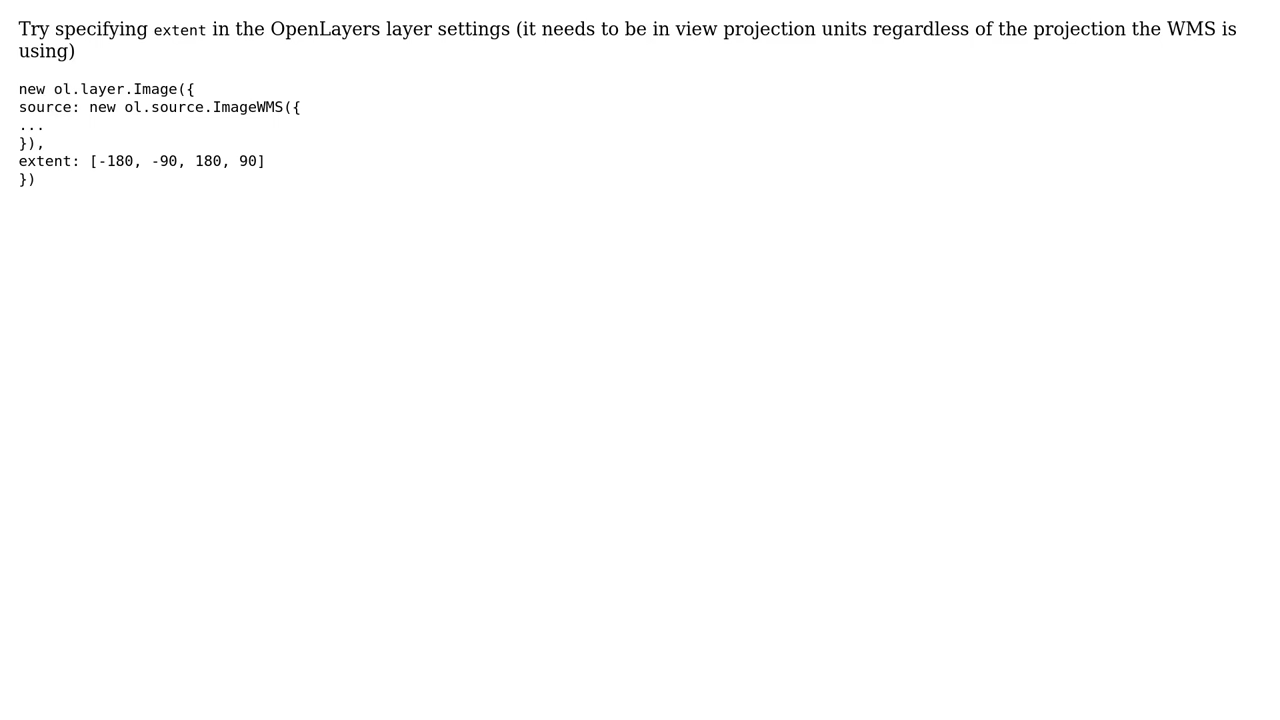 Try specifying extent in the OpenLayers layer settings (it needs to be in view projection units regardless of the projection the WMS is
using)
new ol.layer.Image({
source: new ol.source.ImageWMS({
...
}),
extent: [-180, -90, 180, 90]
})